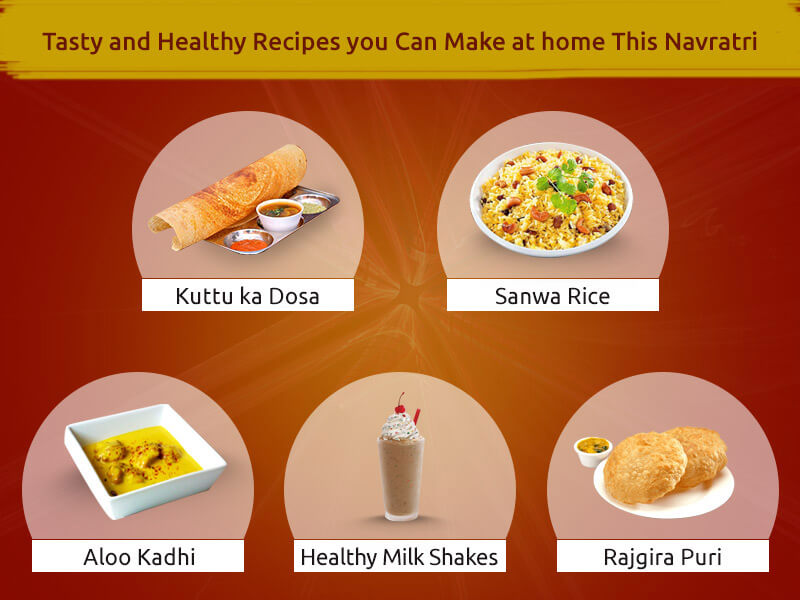 Tasty and Healthy Recipes you Can Make at home This Navratri
Kuttu ka Dosa
Sanwa Rice
Aloo Kadhi
Healthy Milk Shakes
Rajgira Puri